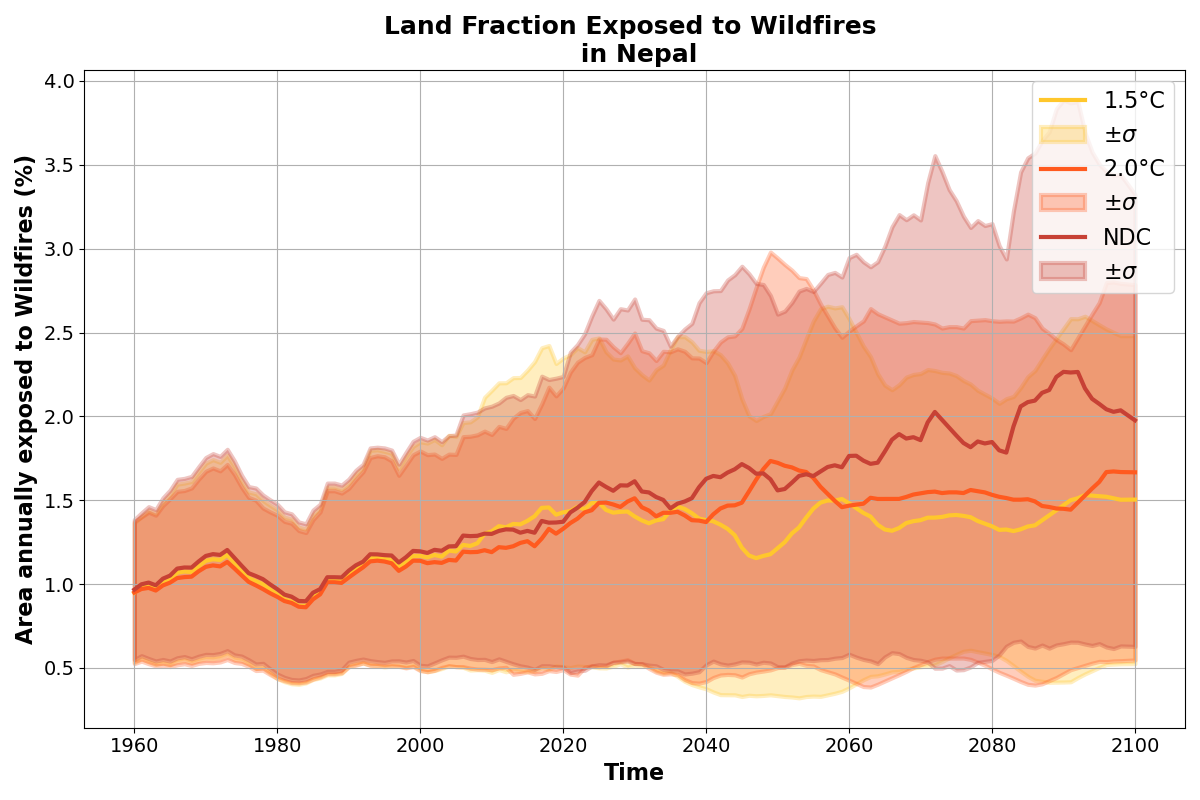 Land Fraction Exposed to Wildfires
in Nepal
Area annually exposed to Wildfires (%)
4.0
3.5
3.0
2.5
2.0
1.5
1.0
0.5
1.5°C
±σ
2.0°C
±σ
NDC
±σ
1960 1980 2000 2020 2040 2060 2080 2100
Time